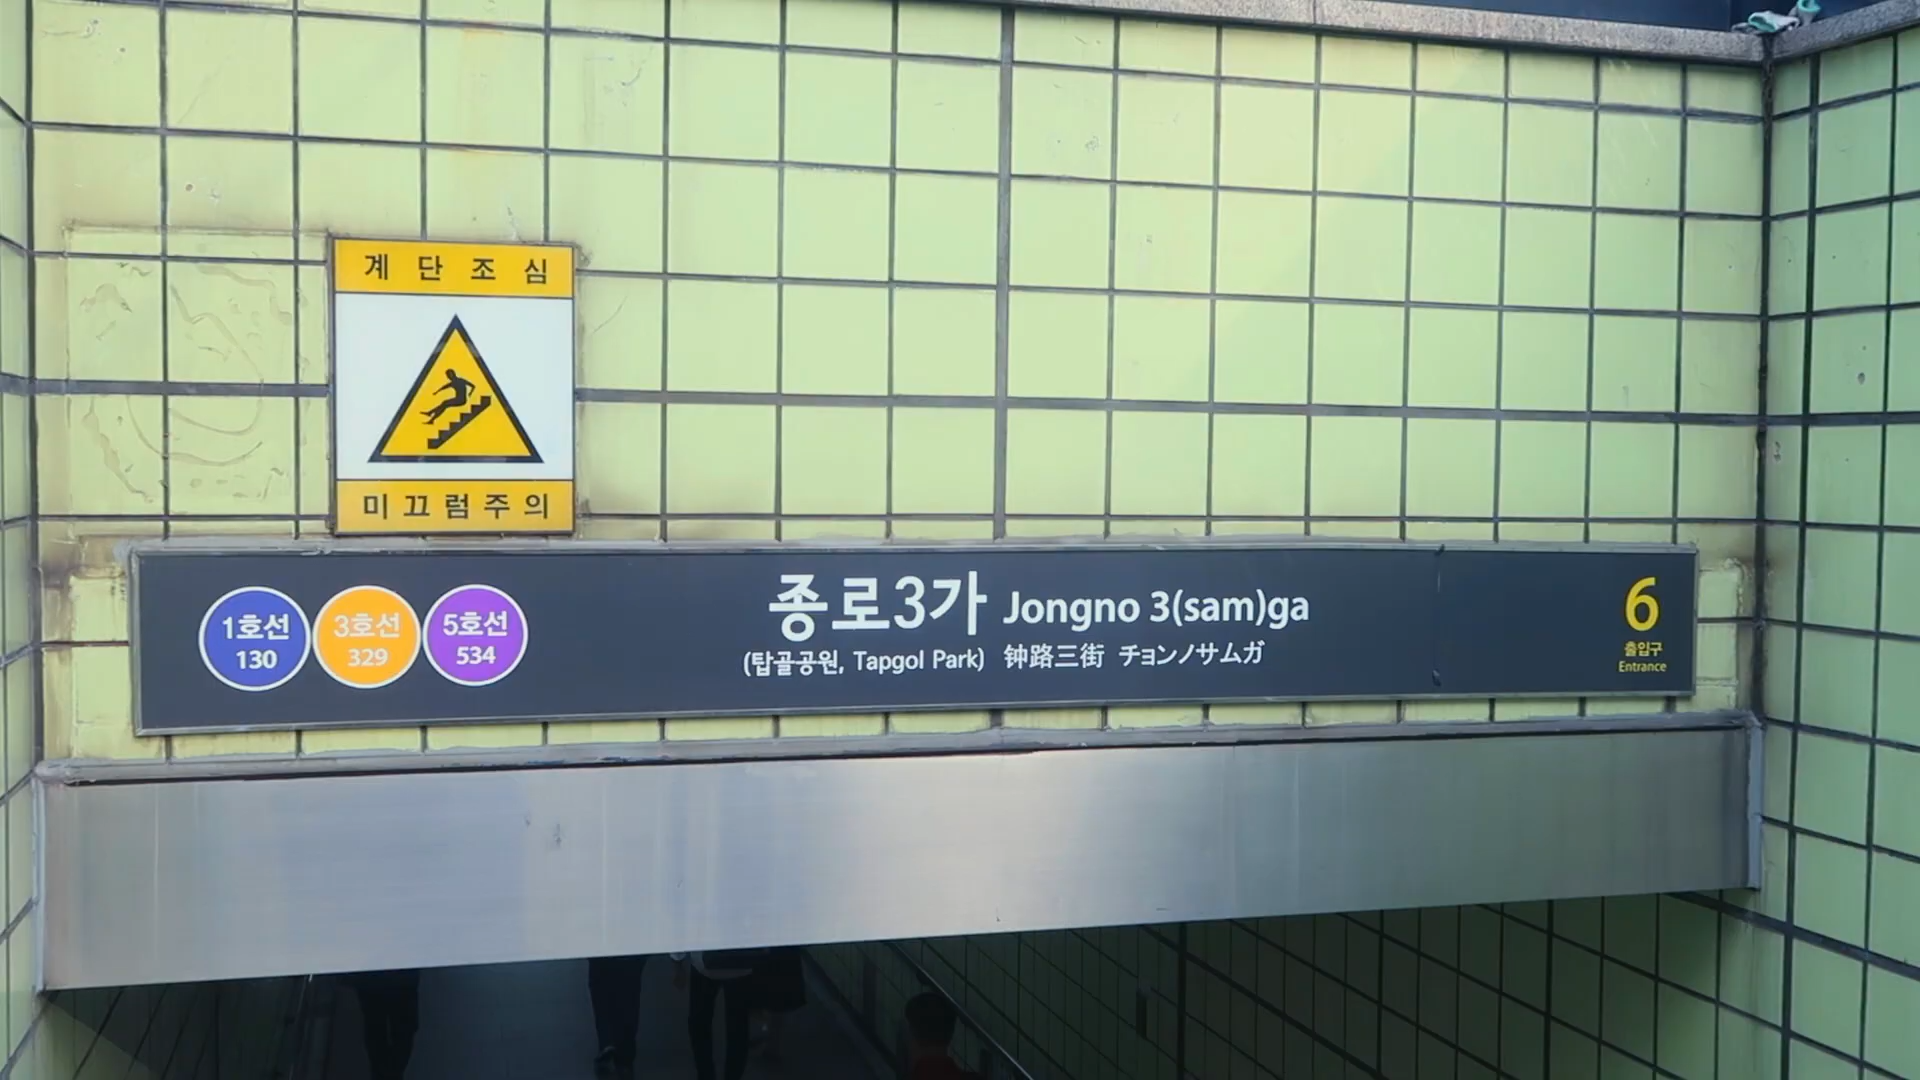 계단조심
미끄럼주의
1호선
130
3호선
329
5호선
534
종로3가 Jongno 3(sam)ga
(탑골공원, Tapgol Park) 钟路三街 チョンノサムガ
6
출입구
Entrance